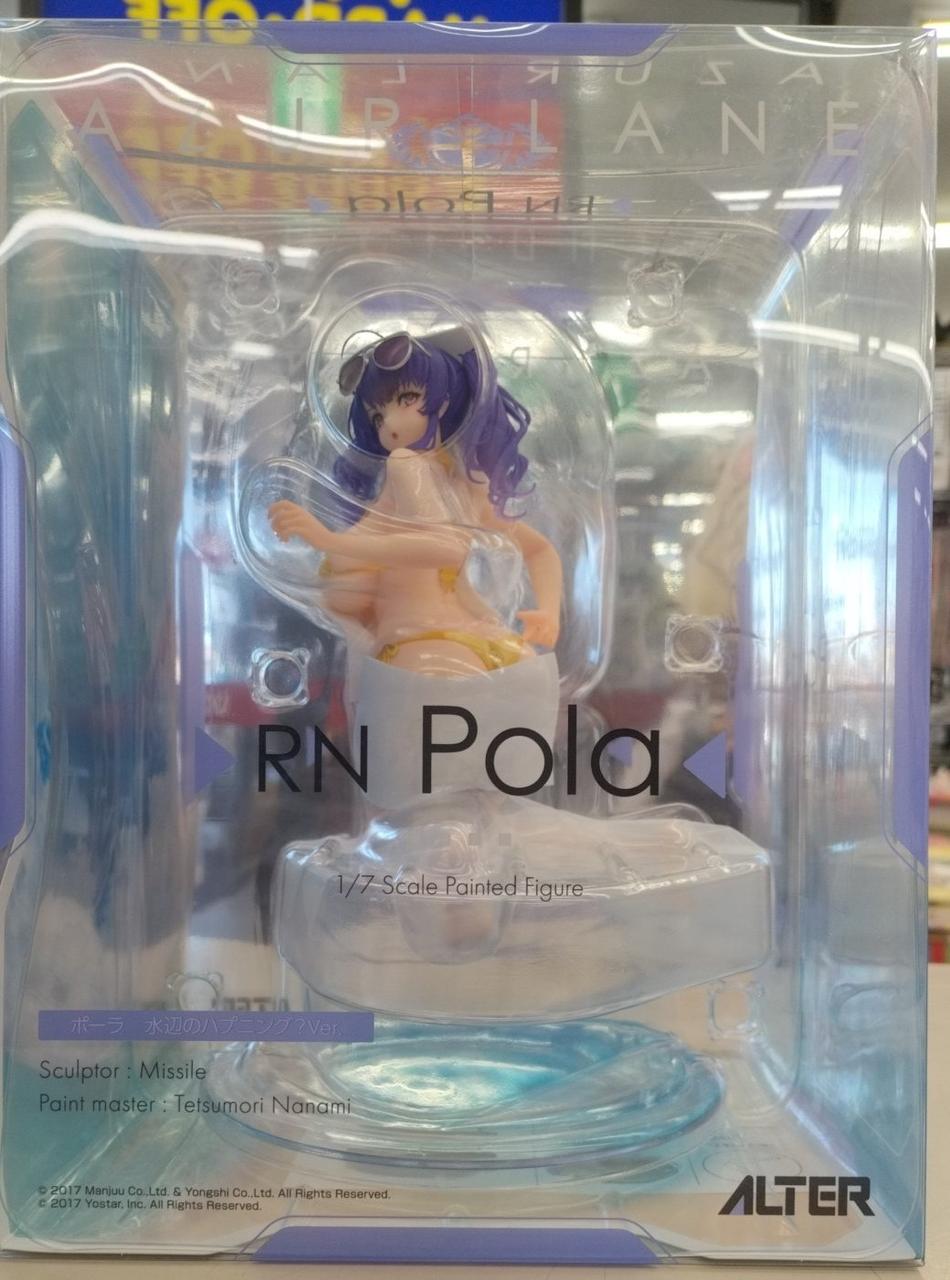 AZUR LANE
RN Pola
1/7 Scale Painted Figure
ポーラ 水辺のハプニング?Ver.
Sculptor : Missile
Paint master : Tetsumori Nanami
© 2017 Manjuu Co.,Ltd. & Yongshi Co.,Ltd. All Rights Reserved.
© 2017 Yostar, Inc. All Rights Reserved.
ALTER